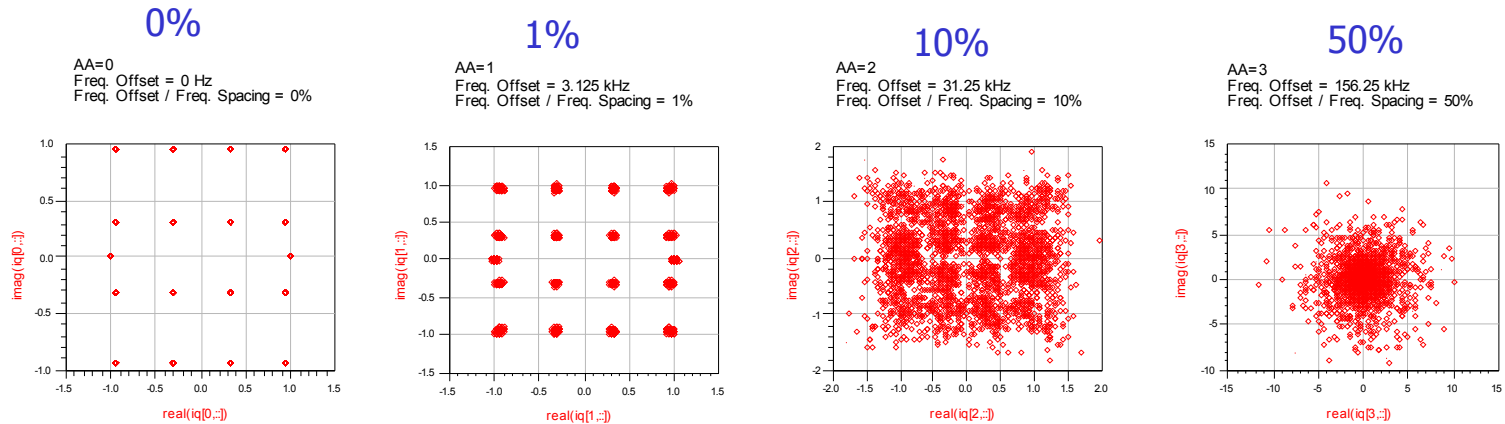 0%
AA=0
Freq. Offset = 0 Hz
Freq. Offset / Freq. Spacing = 0%
1.0
0.5
0.0
-0.5
-1.0
imag(iq[0,::])
-1.5 -1.0 -0.5 0.0 0.5 1.0 1.5
real(iq[0,::])
1%
AA=1
Freq. Offset = 3.125 kHz
Freq. Offset / Freq. Spacing = 1%
1.5
1.0
0.5
0.0
-0.5
-1.0
-1.5
imag(iq[1,::])
-1.5 -1.0 -0.5 0.0 0.5 1.0 1.5
real(iq[1,::])
10%
AA=2
Freq. Offset = 31.25 kHz
Freq. Offset / Freq. Spacing = 10%
2
1
0
-1
-2
imag(iq[2,::])
-2.0 -1.5 -1.0 -0.5 0.0 0.5 1.0 1.5 2.0
real(iq[2,::])
50%
AA=3
Freq. Offset = 156.25 kHz
Freq. Offset / Freq. Spacing = 50%
15
10
5
0
-5
-10
imag(iq[3,::])
-15 -10 -5 0 5 10 15
real(iq[3,::])